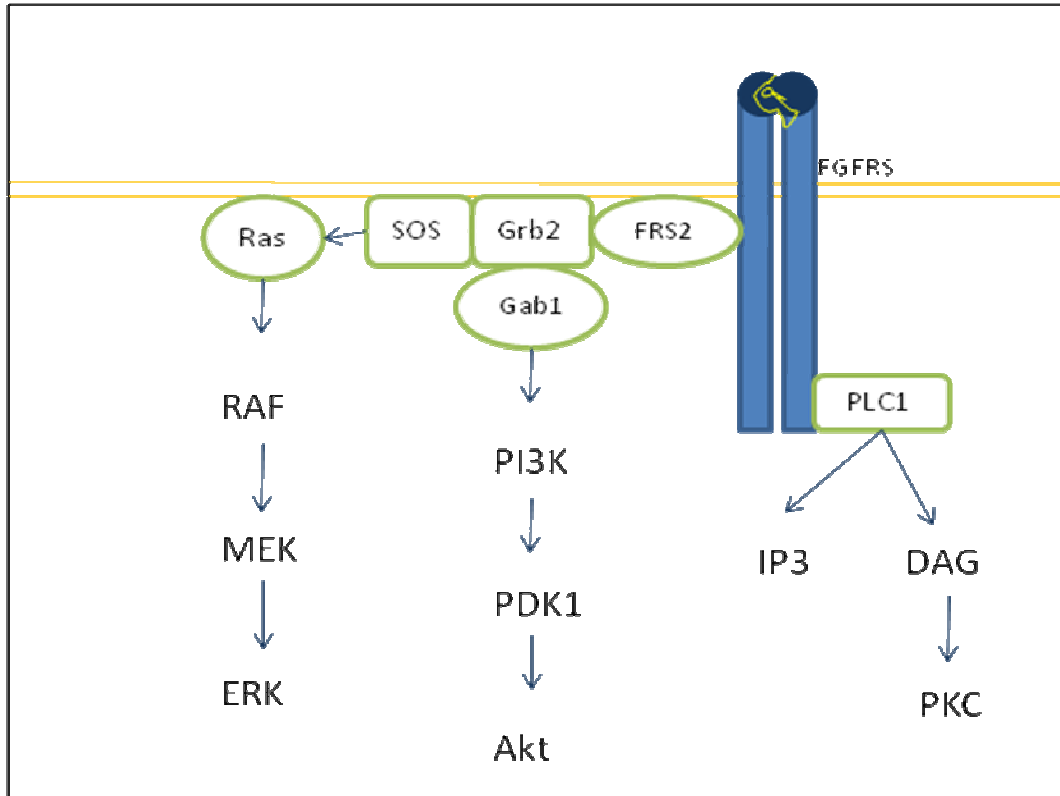 FGFRS
Ras
SOS
Grb2
FRS2
Gab1
RAF
PLC1
PI3K
MEK
IP3
DAG
PDK1
ERK
PKC
Akt